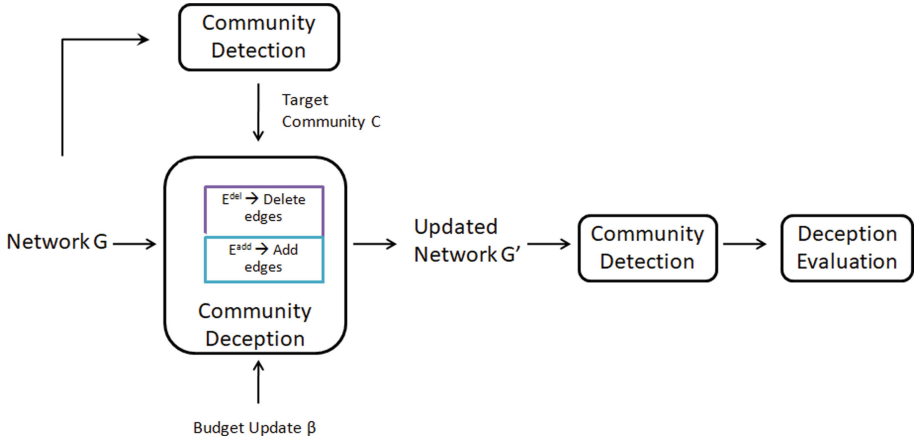 Community
Detection
Target
Community C
Eᵈᵉˡ → Delete
edges
Eᵃᵈᵈ → Add
edges
Community
Deception
Network G
Updated
Network G’
Community
Detection
Deception
Evaluation
Budget Update β